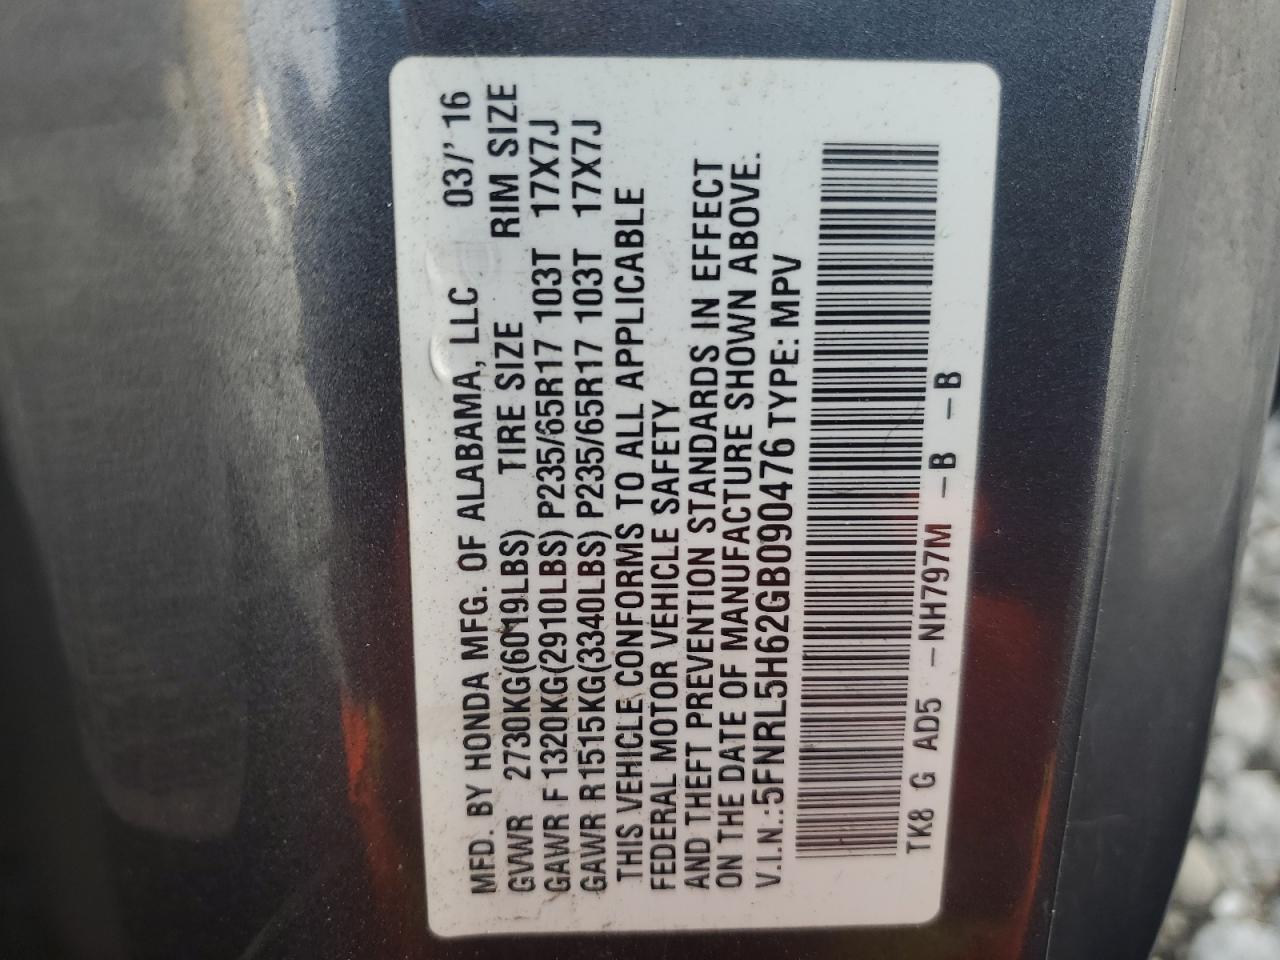 MFD. BY HONDA MFG. OF ALABAMA, LLC 03/'16
GVWR 2730KG(6019LBS) TIRE SIZE RIM SIZE
GAWR F 1320KG(2910LBS) P235/65R17 103T 17X7J
GAWR R1515KG(3340LBS) P235/65R17 103T 17X7J
THIS VEHICLE CONFORMS TO ALL APPLICABLE
FEDERAL MOTOR VEHICLE SAFETY
AND THEFT PREVENTION STANDARDS IN EFFECT
ON THE DATE OF MANUFACTURE SHOWN ABOVE.
V.I.N.:5FNRL5H62GB090476 TYPE: MPV
TK8 G AD5 -NH797M -B -B